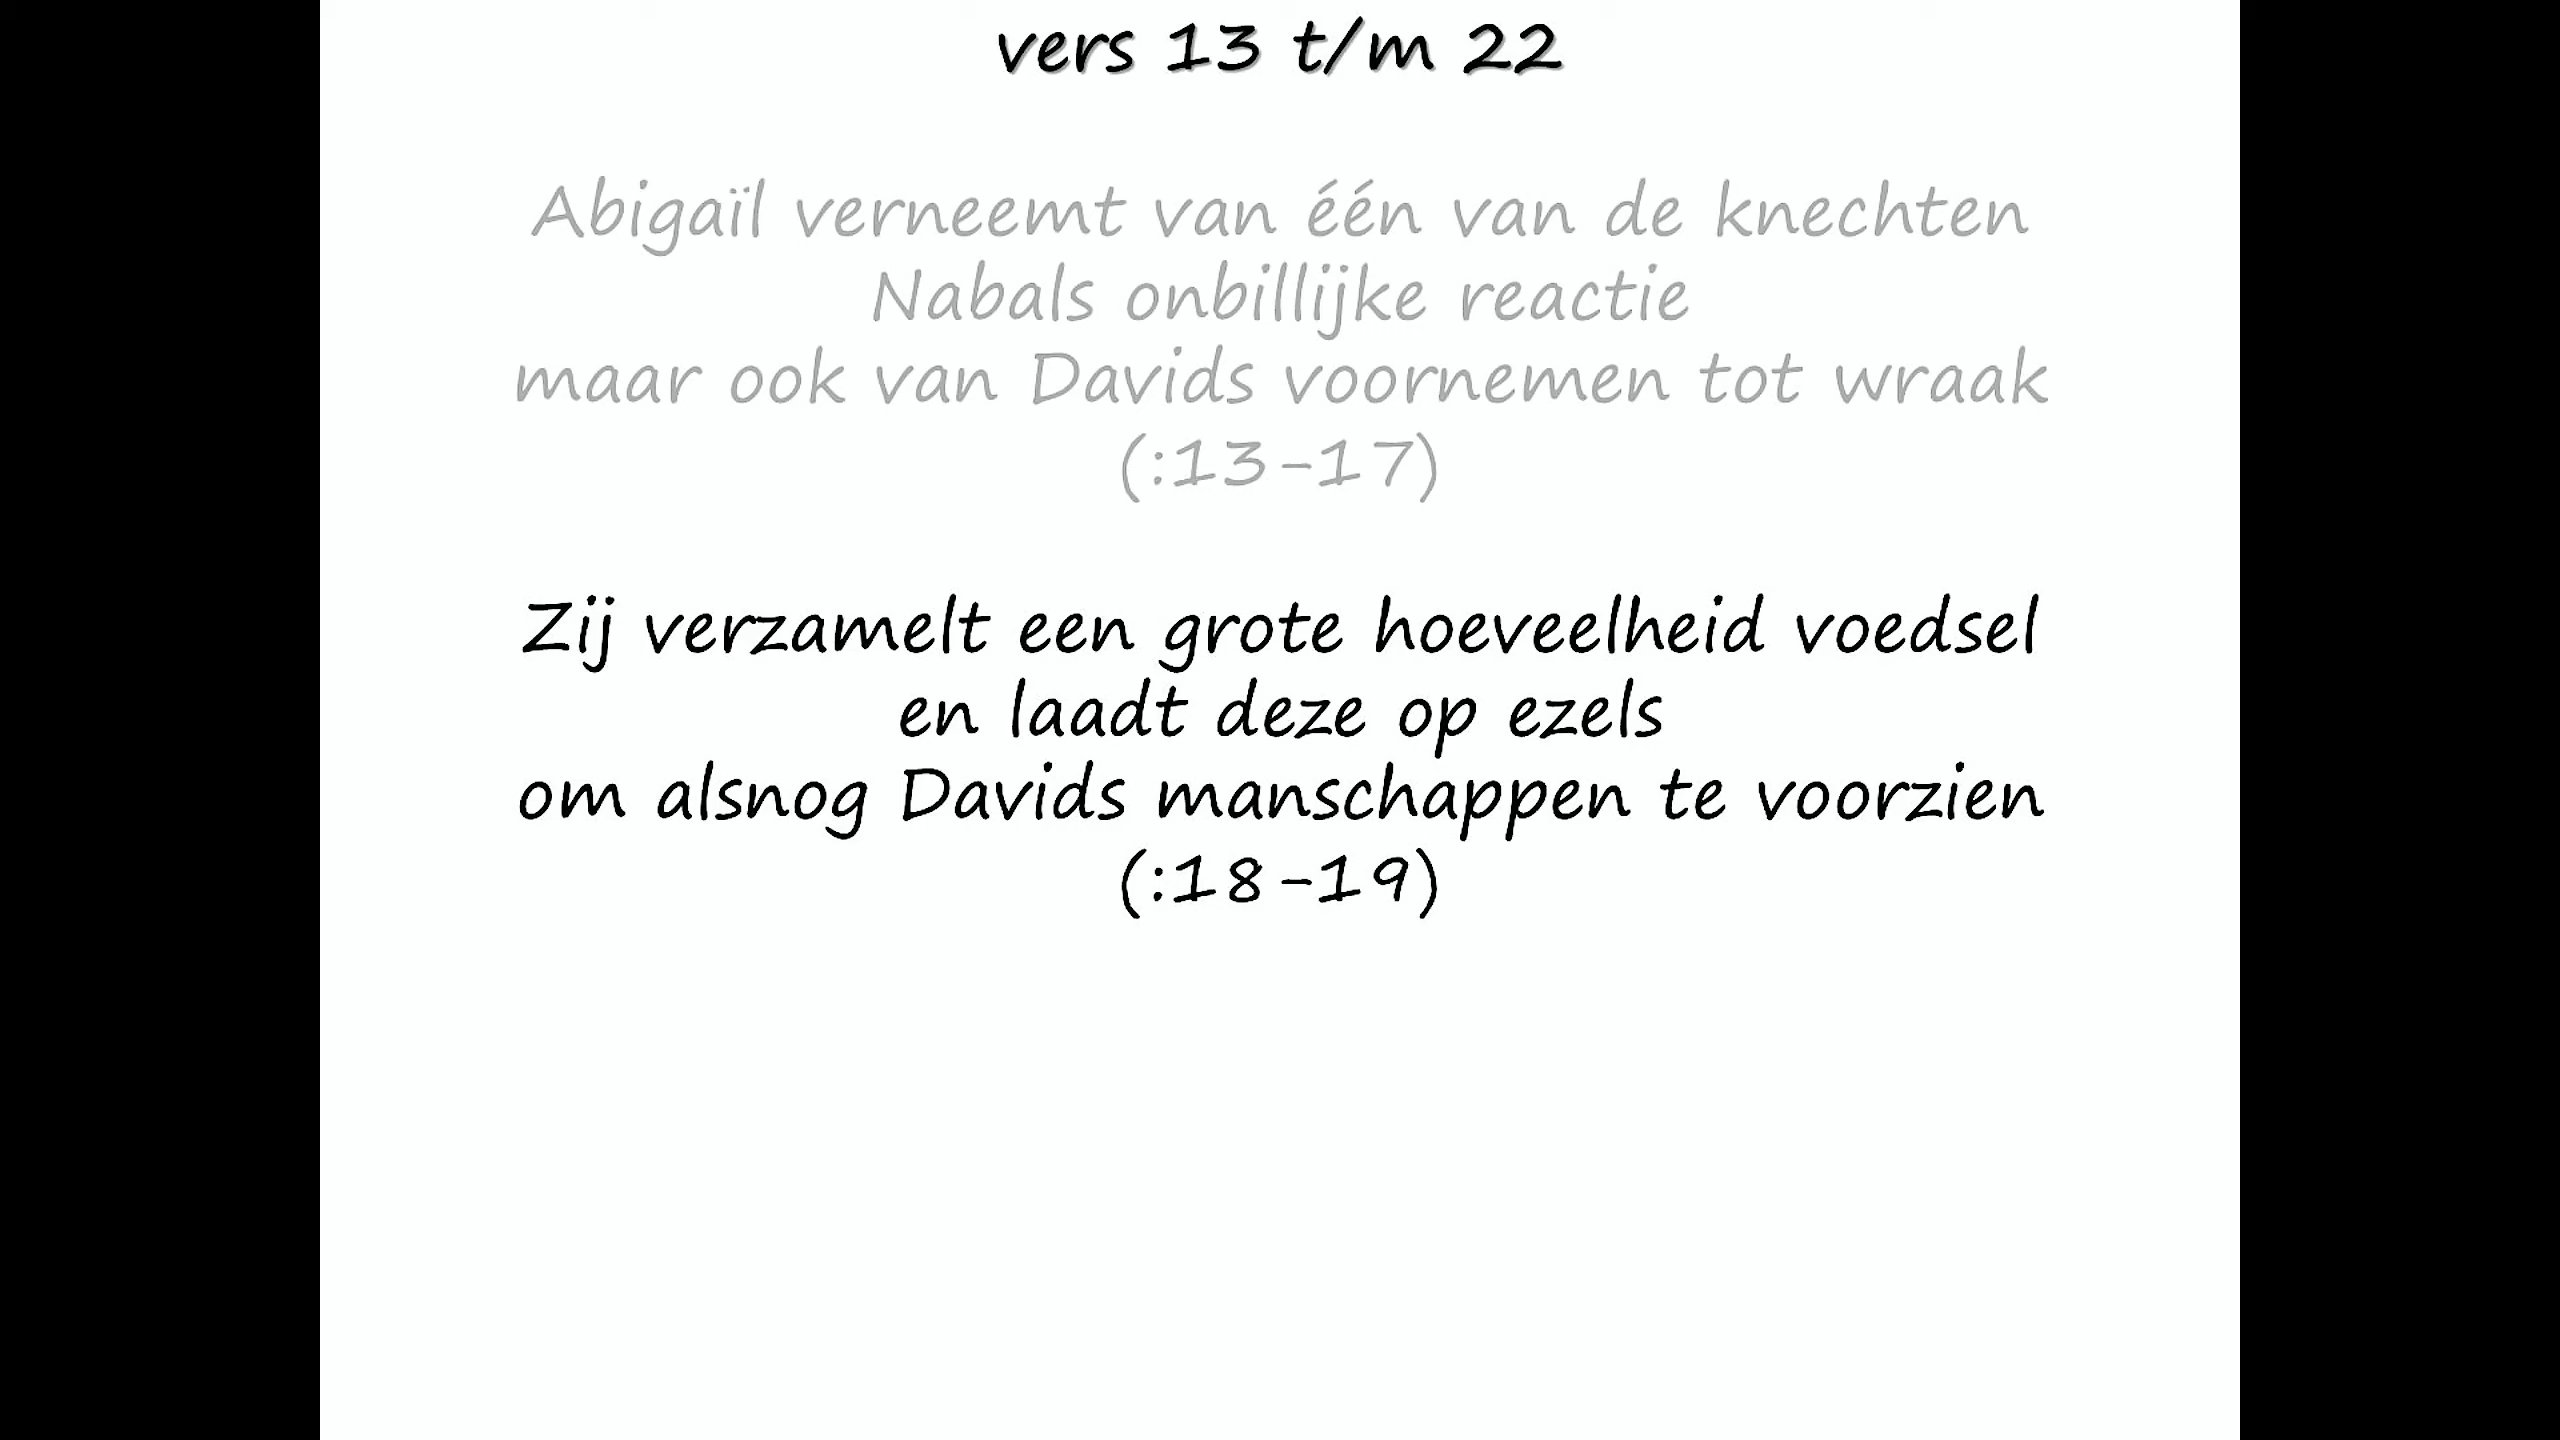 vers 13 t/m 22
Abigaïl verneemt van één van de knechten
Nabals onbillijke reactie
maar ook van Davids voornemen tot wraak
(:13-17)
Zij verzamelt een grote hoeveelheid voedsel
en laadt deze op ezels
om alsnog Davids manschappen te voorzien
(:18-19)